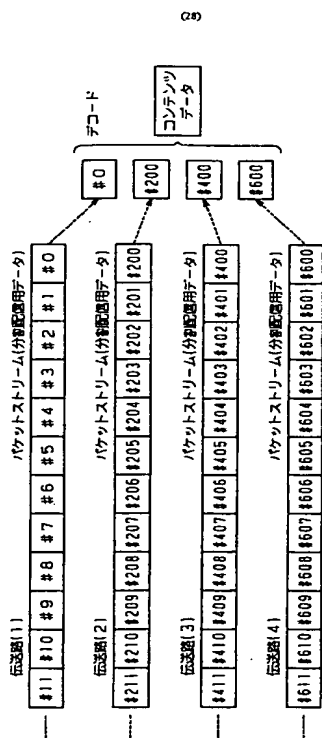 (28)
デコード
コンテンツ
データ
#0
#200
#400
#600
伝送路(1)
パケットストリーム(分割配信用データ)
#11 #10 #9 #8 #7 #6 #5 #4 #3 #2 #1 #0
伝送路(2)
パケットストリーム(分割配信用データ)
#211 #210 #209 #208 #207 #206 #205 #204 #203 #202 #201 #200
伝送路(3)
パケットストリーム(分割配信用データ)
#411 #410 #409 #408 #407 #406 #405 #404 #403 #402 #401 #400
伝送路(4)
パケットストリーム(分割配信用データ)
#611 #610 #609 #608 #607 #606 #605 #604 #603 #602 #601 #600